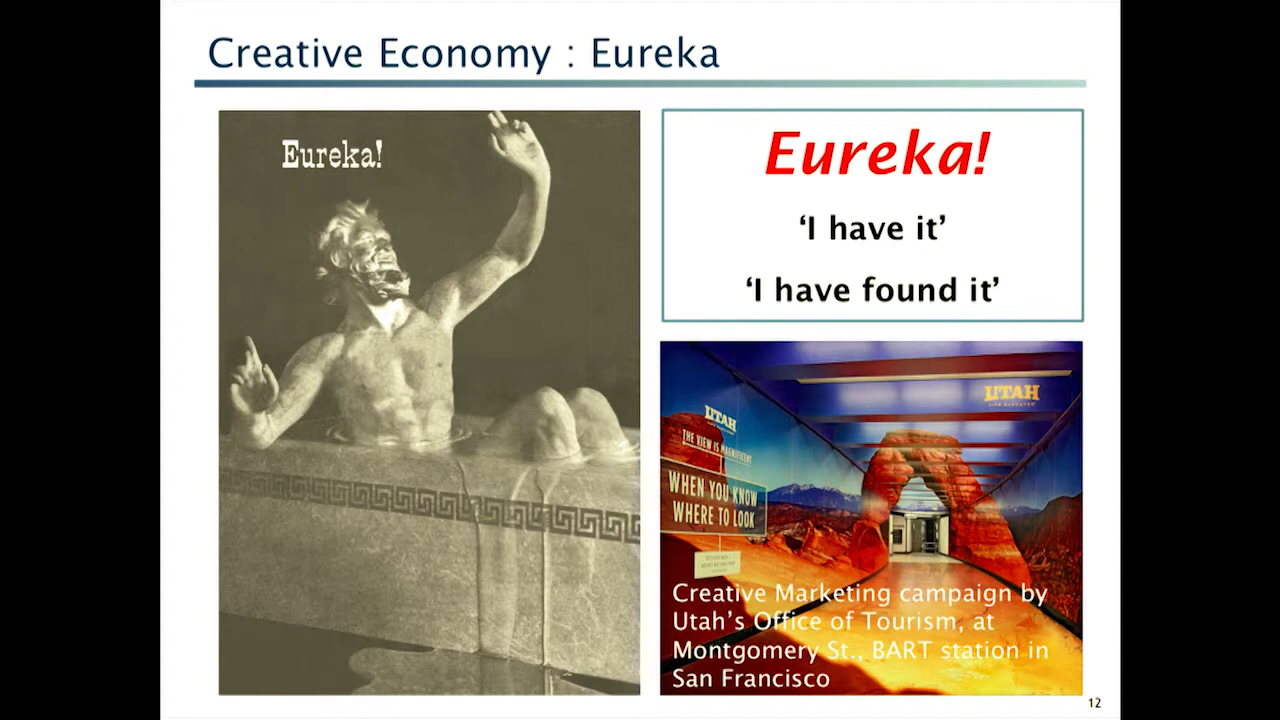 Creative Economy : Eureka
Eureka!
Eureka!
‘I have it’
‘I have found it’
UTAH
LIFE ELEVATED
UTAH
THE VIEW IS MAGNIFICENT
WHEN YOU KNOW
WHERE TO LOOK
Creative Marketing campaign by
Utah’s Office of Tourism, at
Montgomery St., BART station in
San Francisco
12